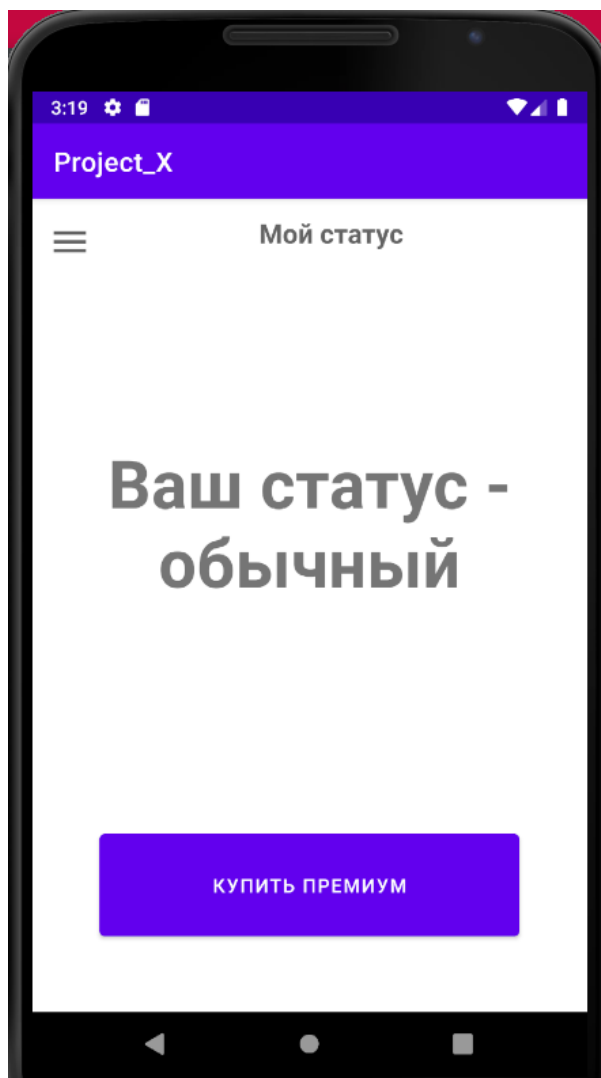 3:19
Project_X
Мой статус
Ваш статус -
обычный
КУПИТЬ ПРЕМИУМ